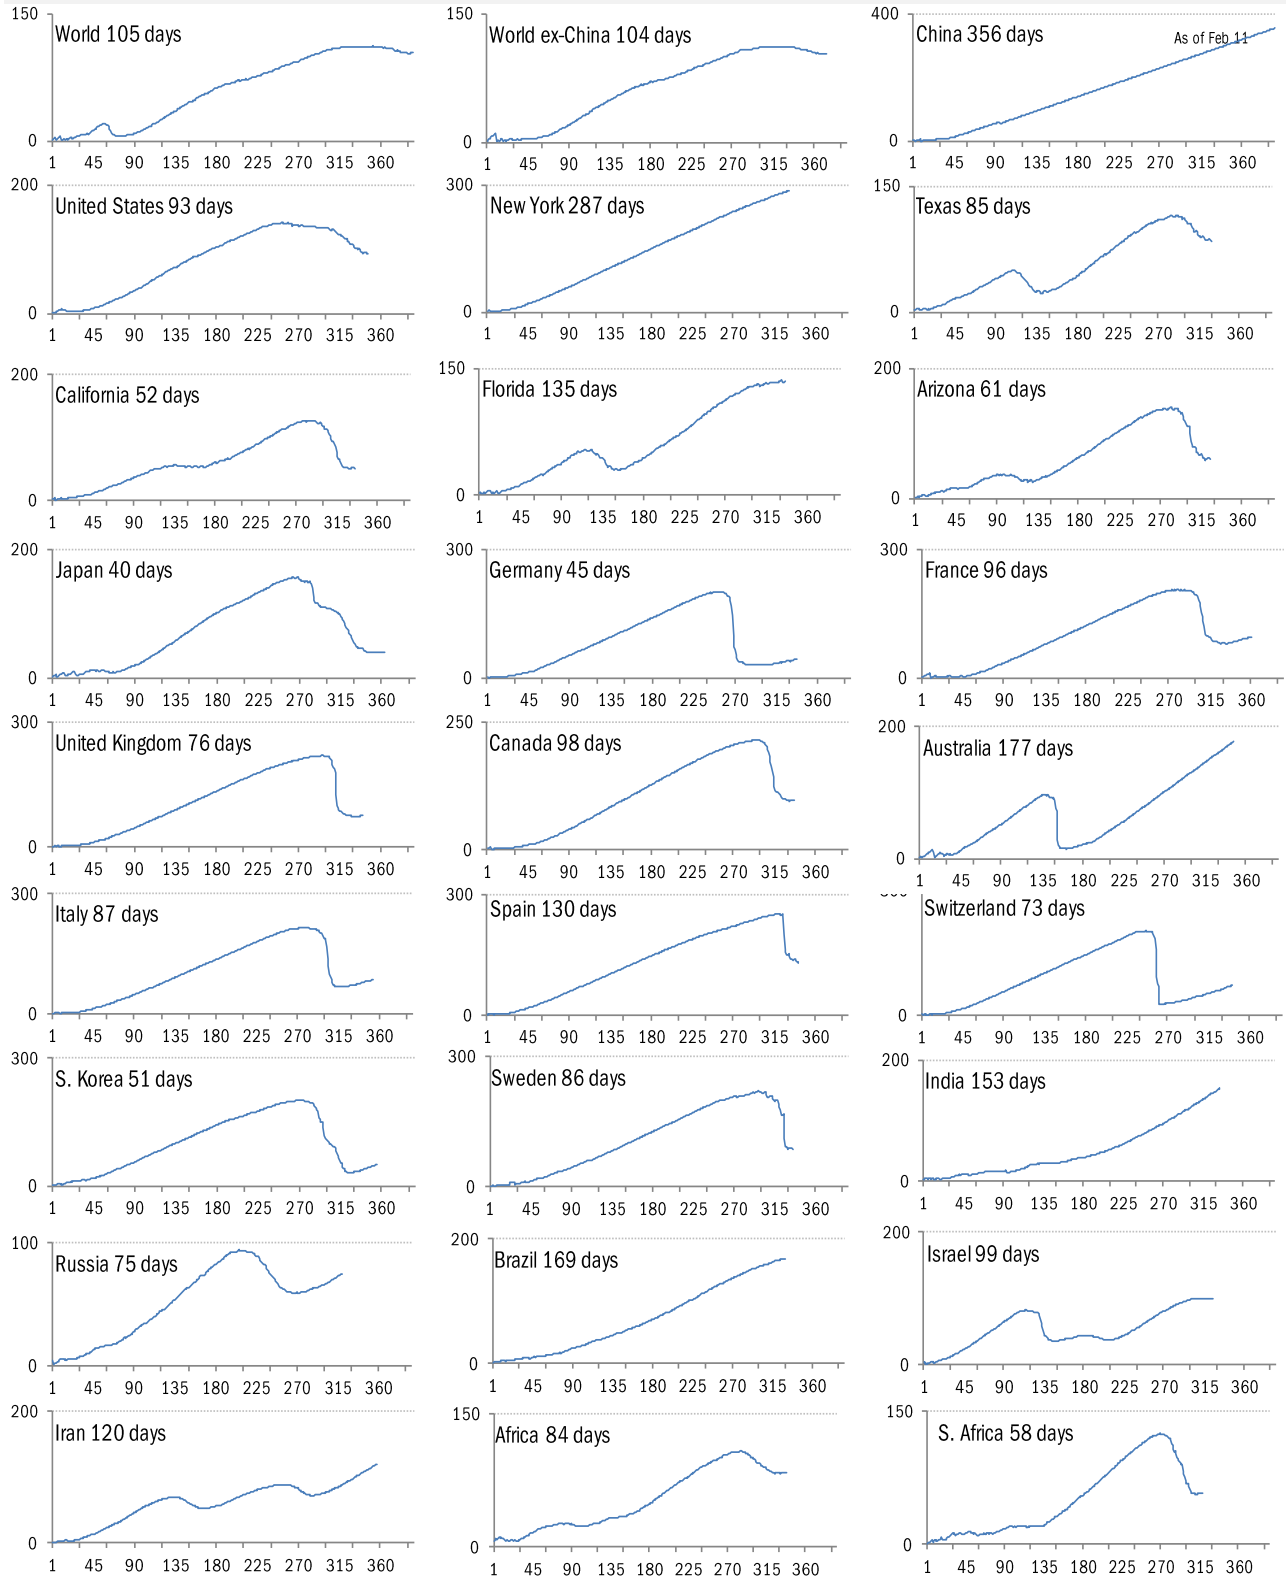 150 World 105 days
0
1 45 90 135 180 225 270 315 360
150 World ex-China 104 days
0
1 45 90 135 180 225 270 315 360
400 China 356 days
As of Feb 11
0
1 45 90 135 180 225 270 315 360
200 United States 93 days
0
1 45 90 135 180 225 270 315 360
300 New York 287 days
0
1 45 90 135 180 225 270 315 360
150 Texas 85 days
0
1 45 90 135 180 225 270 315 360
200 California 52 days
0
1 45 90 135 180 225 270 315 360
150 Florida 135 days
0
1 45 90 135 180 225 270 315 360
200 Arizona 61 days
0
1 45 90 135 180 225 270 315 360
200 Japan 40 days
0
1 45 90 135 180 225 270 315 360
300 Germany 45 days
0
1 45 90 135 180 225 270 315 360
300 France 96 days
0
1 45 90 135 180 225 270 315 360
300 United Kingdom 76 days
0
1 45 90 135 180 225 270 315 360
250 Canada 98 days
0
1 45 90 135 180 225 270 315 360
200 Australia 177 days
0
1 45 90 135 180 225 270 315 360
300 Italy 87 days
0
1 45 90 135 180 225 270 315 360
300 Spain 130 days
0
1 45 90 135 180 225 270 315 360
Switzerland 73 days
0
1 45 90 135 180 225 270 315 360
300 S. Korea 51 days
0
1 45 90 135 180 225 270 315 360
300 Sweden 86 days
0
1 45 90 135 180 225 270 315 360
200 India 153 days
0
1 45 90 135 180 225 270 315 360
100 Russia 75 days
0
1 45 90 135 180 225 270 315 360
200 Brazil 169 days
0
1 45 90 135 180 225 270 315 360
200 Israel 99 days
0
1 45 90 135 180 225 270 315 360
200 Iran 120 days
0
1 45 90 135 180 225 270 315 360
150 Africa 84 days
0
1 45 90 135 180 225 270 315 360
150 S. Africa 58 days
0
1 45 90 135 180 225 270 315 360